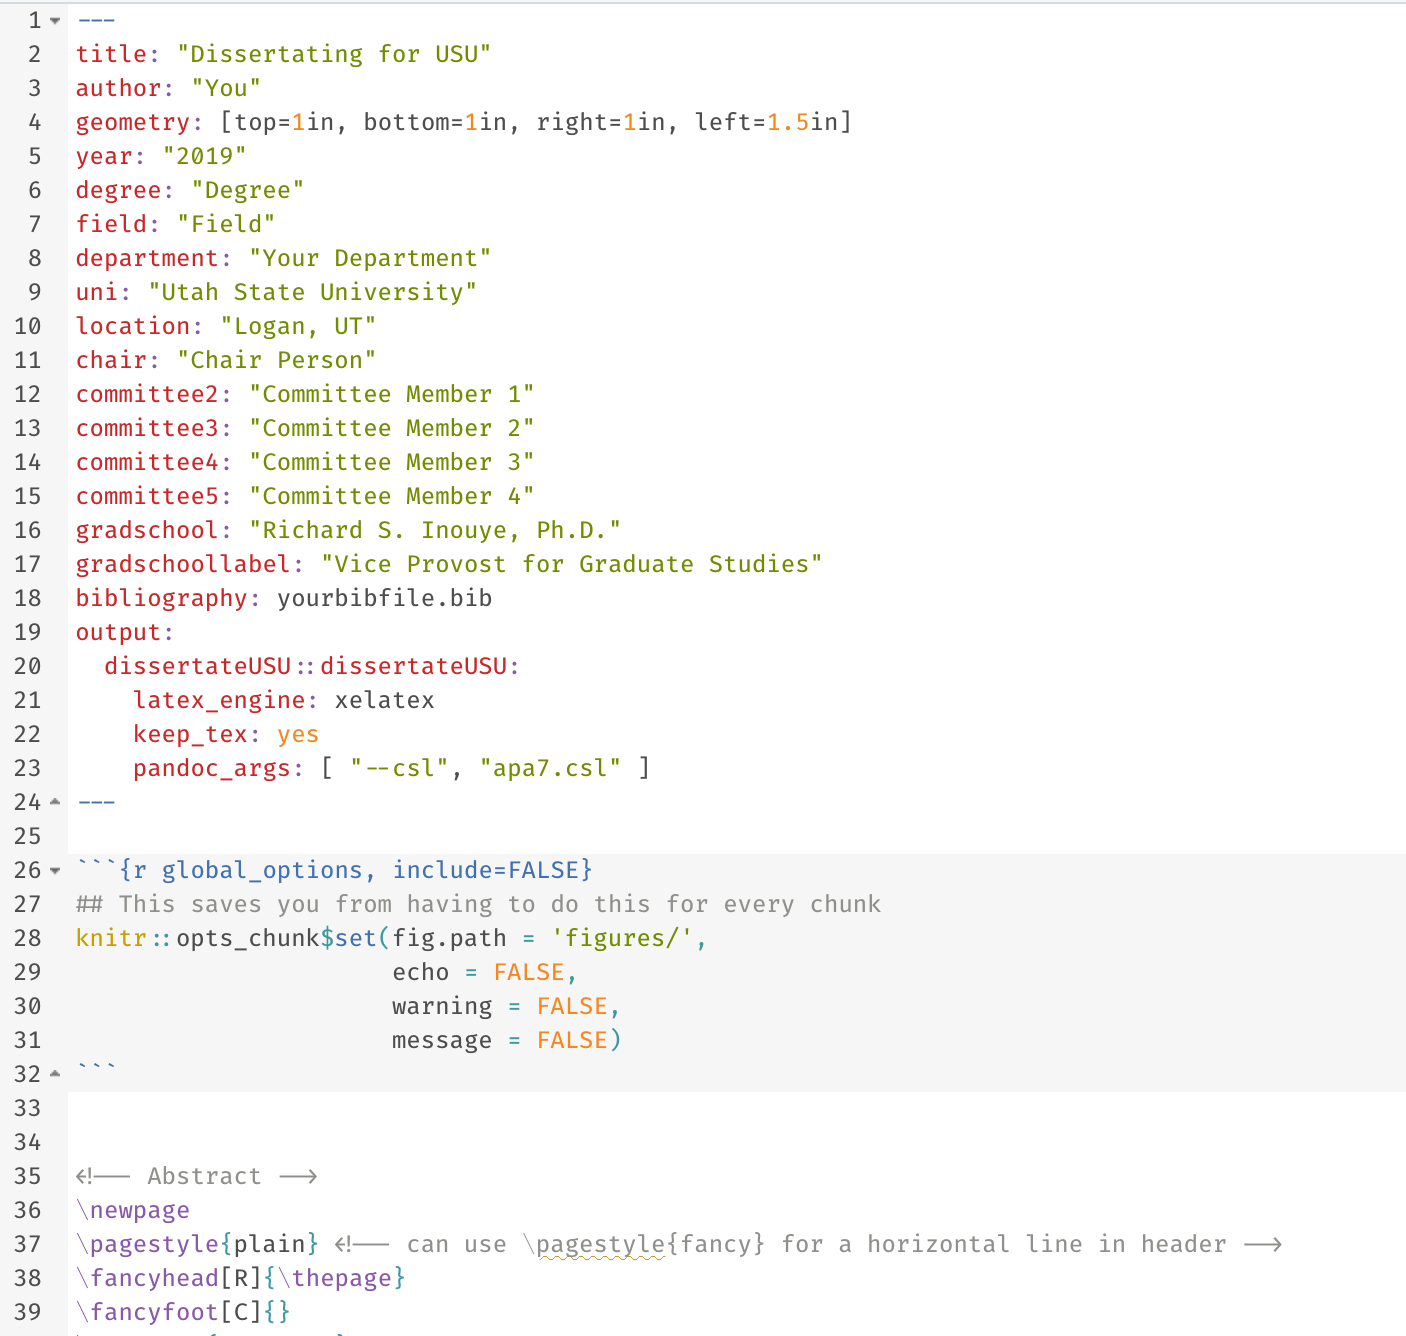 1 ---
2 title: "Dissertating for USU"
3 author: "You"
4 geometry: [top=1in, bottom=1in, right=1in, left=1.5in]
5 year: "2019"
6 degree: "Degree"
7 field: "Field"
8 department: "Your Department"
9 uni: "Utah State University"
10 location: "Logan, UT"
11 chair: "Chair Person"
12 committee2: "Committee Member 1"
13 committee3: "Committee Member 2"
14 committee4: "Committee Member 3"
15 committee5: "Committee Member 4"
16 gradschool: "Richard S. Inouye, Ph.D."
17 gradschoollabel: "Vice Provost for Graduate Studies"
18 bibliography: yourbibfile.bib
19 output:
20   dissertateUSU::dissertateUSU:
21     latex_engine: xelatex
22     keep_tex: yes
23     pandoc_args: [ "--csl", "apa7.csl" ]
24 ---
25
26 ```{r global_options, include=FALSE}
27 ## This saves you from having to do this for every chunk
28 knitr::opts_chunk$set(fig.path = 'figures/',
29                       echo = FALSE,
30                       warning = FALSE,
31                       message = FALSE)
32 ```
33
34
35 <!-- Abstract -->
36 \newpage
37 \pagestyle{plain} <!-- can use \pagestyle{fancy} for a horizontal line in header -->
38 \fancyhead[R]{\thepage}
39 \fancyfoot[C]{}